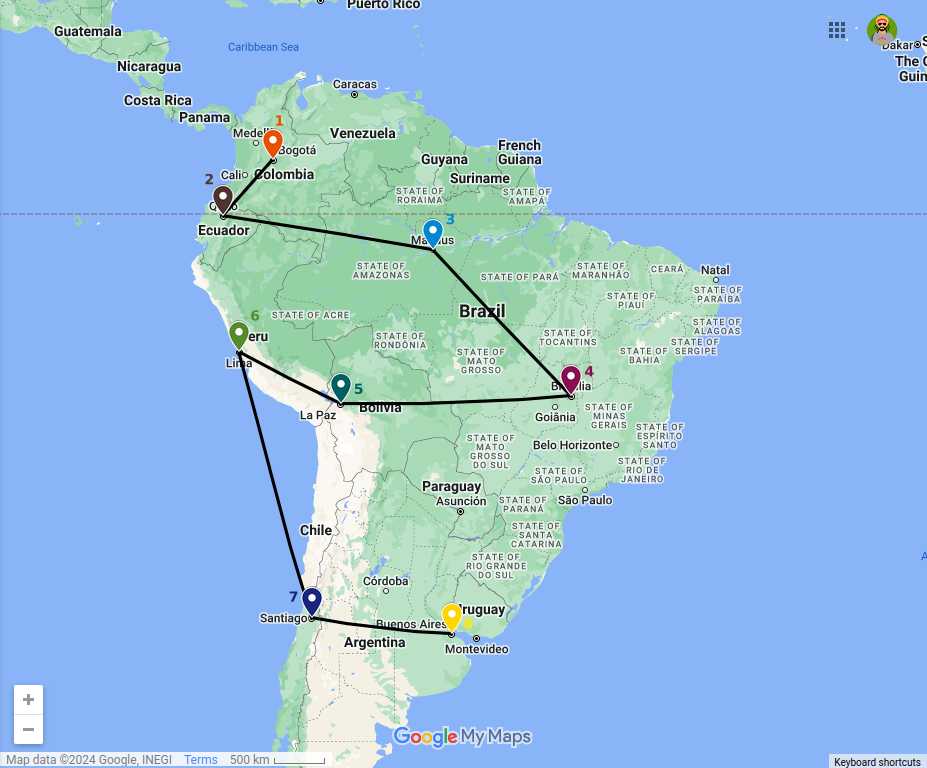 Puerto Rico
Guatemala
Caribbean Sea
Nicaragua
Dakar
The G
Guin
Costa Rica
Panama
Caracas
1
Venezuela
Bogotá
Colombia
Cali
French
Guiana
Guyana
Suriname
2
STATE OF
RORAIMA
STATE OF
AMAPÁ
3
Ecuador
STATE OF
AMAZONAS
STATE OF PARÁ
STATE OF
MARANHÃO
CEARÁ
Natal
STATE OF
PARAÍBA
STATE OF
PIAUÍ
6
STATE OF ACRE
Brazil
STATE OF
ALAGOAS
STATE OF
RONDÔNIA
STATE OF
TOCANTINS
STATE OF
SERGIPE
STATE OF
BAHIA
STATE OF
MATO
GROSSO
Lima
4
5
La Paz
Bolivia
Goiânia
STATE OF
MINAS
GERAIS
STATE OF
ESPÍRITO
SANTO
Belo Horizonte
STATE OF
MATO
GROSSO
DO SUL
STATE OF
RIO DE
JANEIRO
STATE OF
SÃO PAULO
Paraguay
Asunción
São Paulo
STATE OF
PARANÁ
Chile
STATE OF
SANTA
CATARINA
STATE OF
RIO GRANDE
DO SUL
Córdoba
7
Santiago
Buenos Aires
8
Argentina
Montevideo
+
−
Google My Maps
Map data ©2024 Google, INEGI Terms 500 km
Keyboard shortcuts